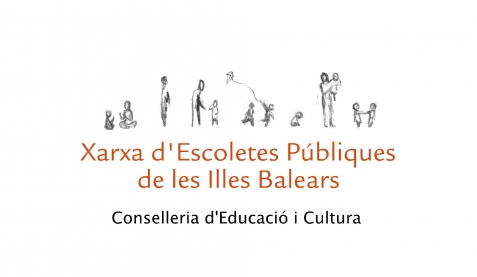 Xarxa d'Escoletes Públiques
de les Illes Balears
Conselleria d'Educació i Cultura